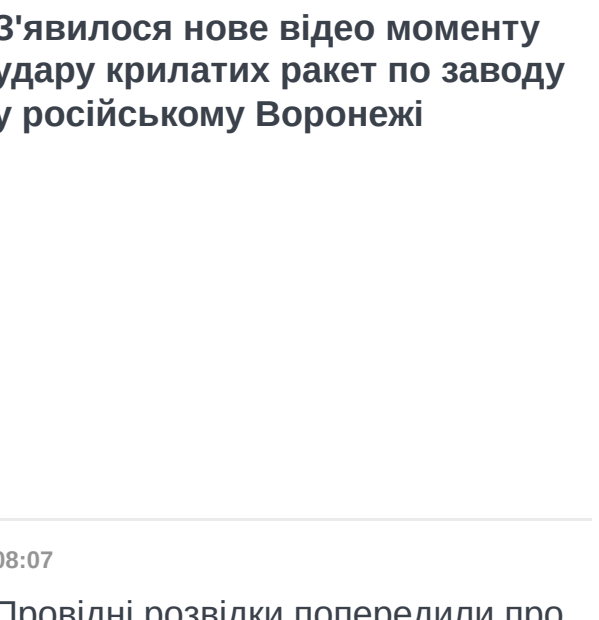 З'явилося нове відео моменту
удару крилатих ракет по заводу
у російському Воронежі
08:07
Провідні розвідки попередили про